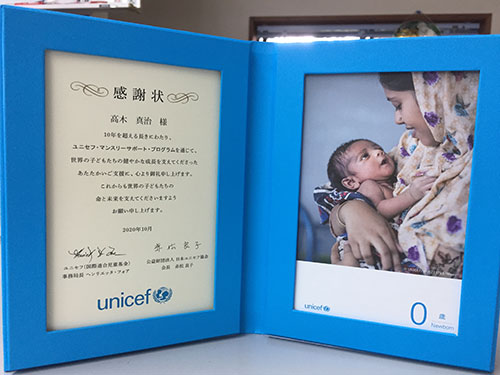 感謝状
高木 真治 様
10年を超える長きにわたり、
ユニセフ・マンスリーサポート・プログラムを通じて、
世界の子どもたちの健やかな成長を支えてくださった
あたたかいご支援に、心より御礼申し上げます。
これからも世界の子どもたちの
命と未来を支えてくださいますよう
お願い申し上げます。
2020年10月
ユニセフ(国際連合児童基金)
事務局長 ヘンリエッタ・フォア
公益財団法人 日本ユニセフ協会
会長 赤松 良子
unicef
unicef
0歳
Newborn